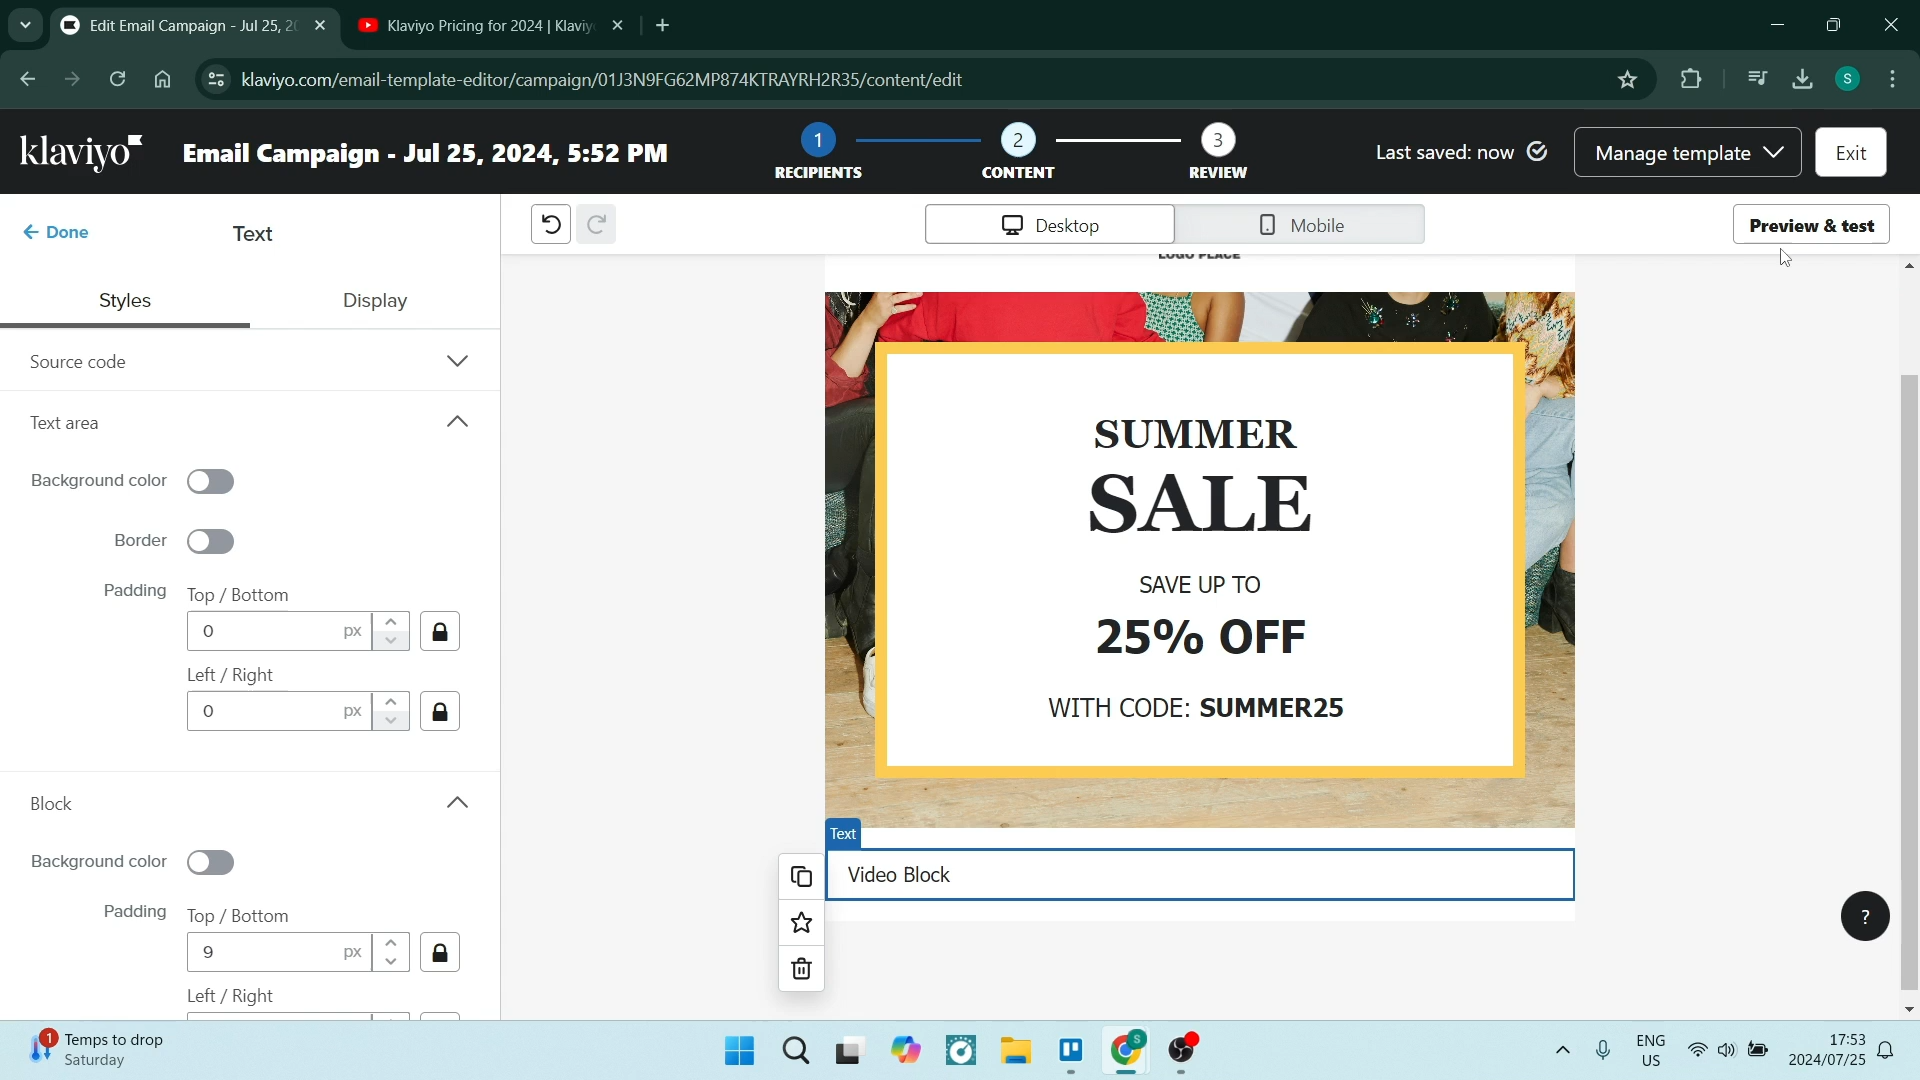 Edit Email Campaign - Jul 25, 20
Klaviyo Pricing for 2024 | Klaviy
klaviyo.com/email-template-editor/campaign/01J3N9FG62MP874KTRAYRH2R35/content/edit
S
klaviyo
Email Campaign - Jul 25, 2024, 5:52 PM
1
RECIPIENTS
2
CONTENT
3
REVIEW
Last saved: now
Manage template
Exit
Done
Text
Desktop
Mobile
Preview & test
Styles
Display
Source code
Text area
Background color
Border
Padding
Top / Bottom
0 px
Left / Right
0 px
Block
Background color
Padding
Top / Bottom
9 px
Left / Right
LOGO PLACE
SUMMER
SALE
SAVE UP TO
25% OFF
WITH CODE: SUMMER25
Text
Video Block
?
1
Temps to drop
Saturday
S
ENG
US
17:53
2024/07/25